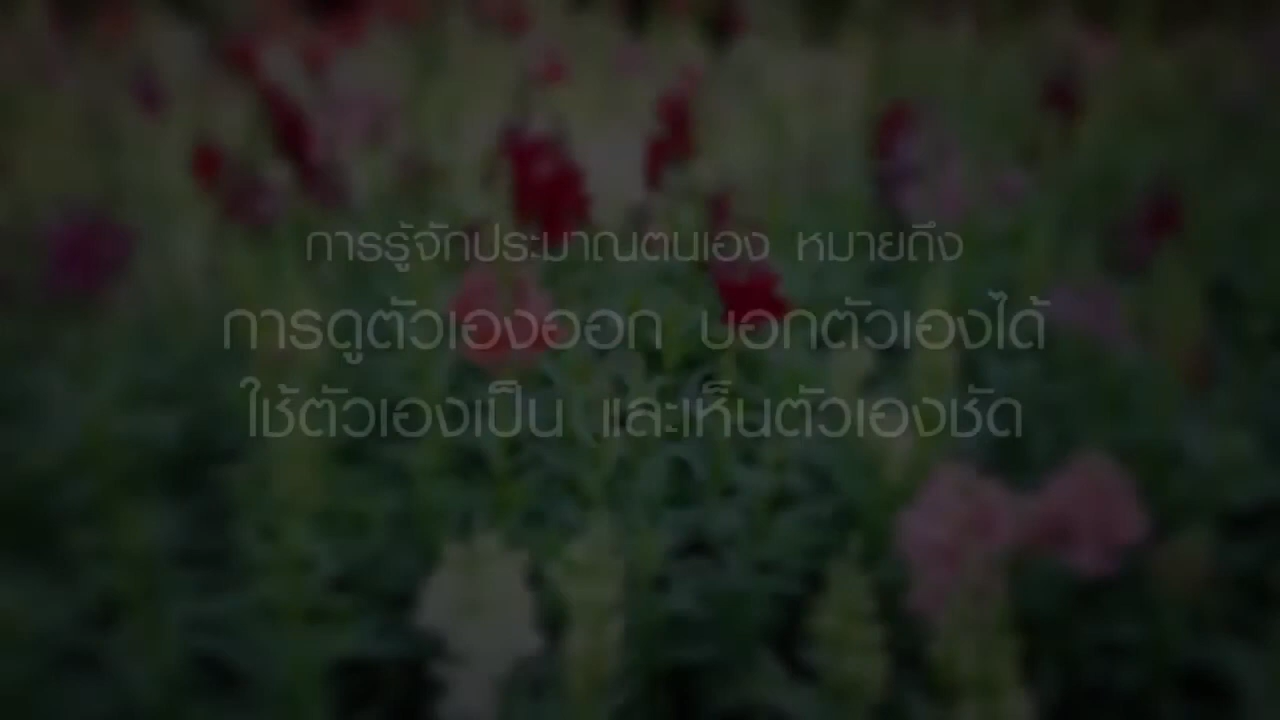 การรู้จักประมาณตนเอง หมายถึง
การดูตัวเองออก บอกตัวเองได้
ใช้ตัวเองเป็น และเห็นตัวเองชัด